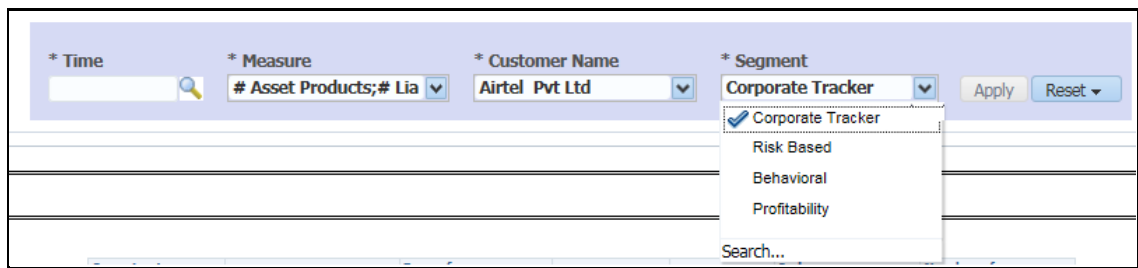 * Time * Measure * Customer Name * Segment
# Asset Products;# Lia Airtel Pvt Ltd Corporate Tracker Apply Reset
Corporate Tracker
Risk Based
Behavioral
Profitability
Search...